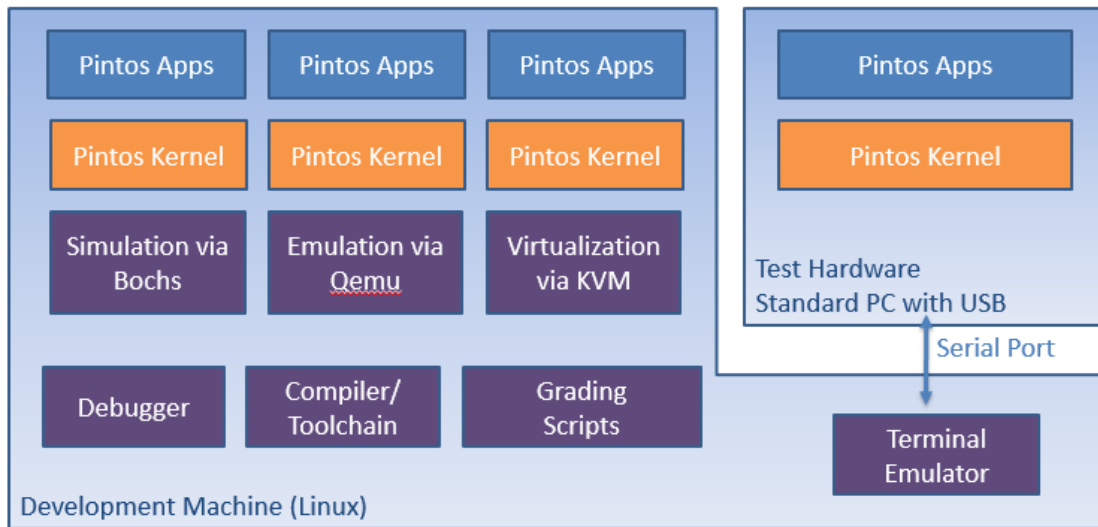 Pintos Apps
Pintos Apps
Pintos Apps
Pintos Apps
Pintos Kernel
Pintos Kernel
Pintos Kernel
Pintos Kernel
Simulation via
Bochs
Emulation via
Qemu
Virtualization
via KVM
Test Hardware
Standard PC with USB
Serial Port
Debugger
Compiler/
Toolchain
Grading
Scripts
Terminal
Emulator
Development Machine (Linux)